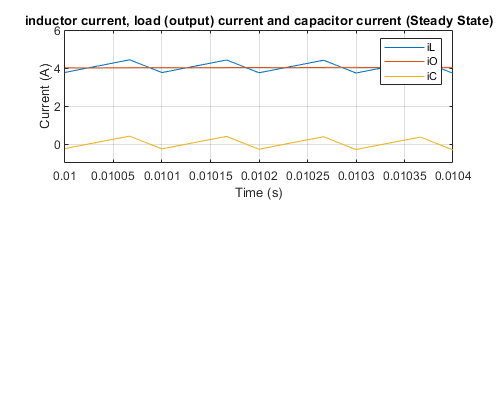 inductor current, load (output) current and capacitor current (Steady State)
6
4
2
0
Current (A)
iL
iO
iC
0.01 0.01005 0.0101 0.01015 0.0102 0.01025 0.0103 0.01035 0.0104
Time (s)